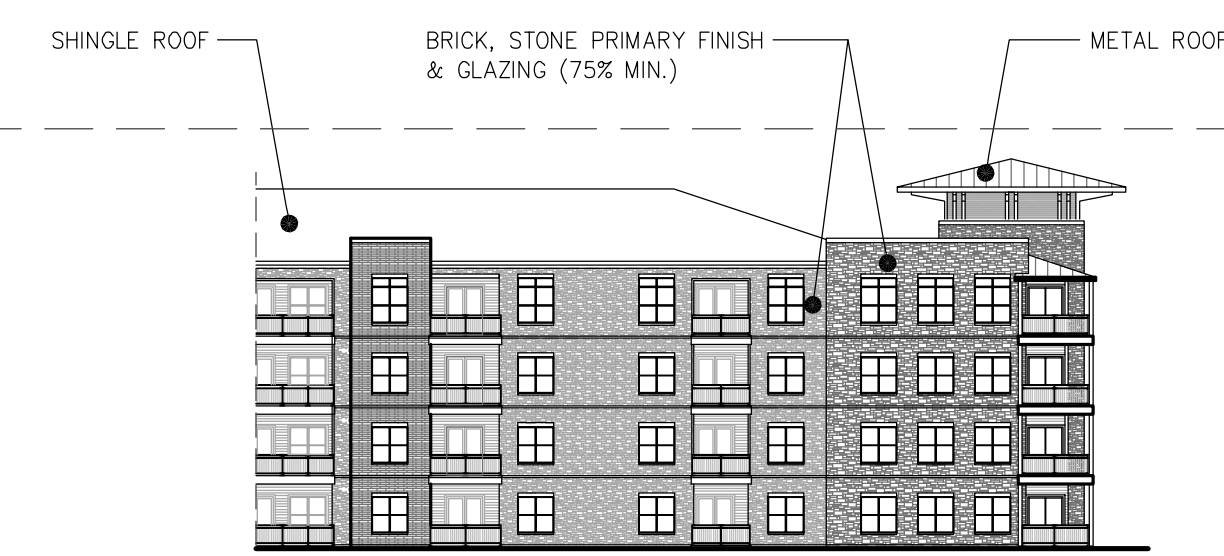 SHINGLE ROOF
BRICK, STONE PRIMARY FINISH
& GLAZING (75% MIN.)
METAL ROOF